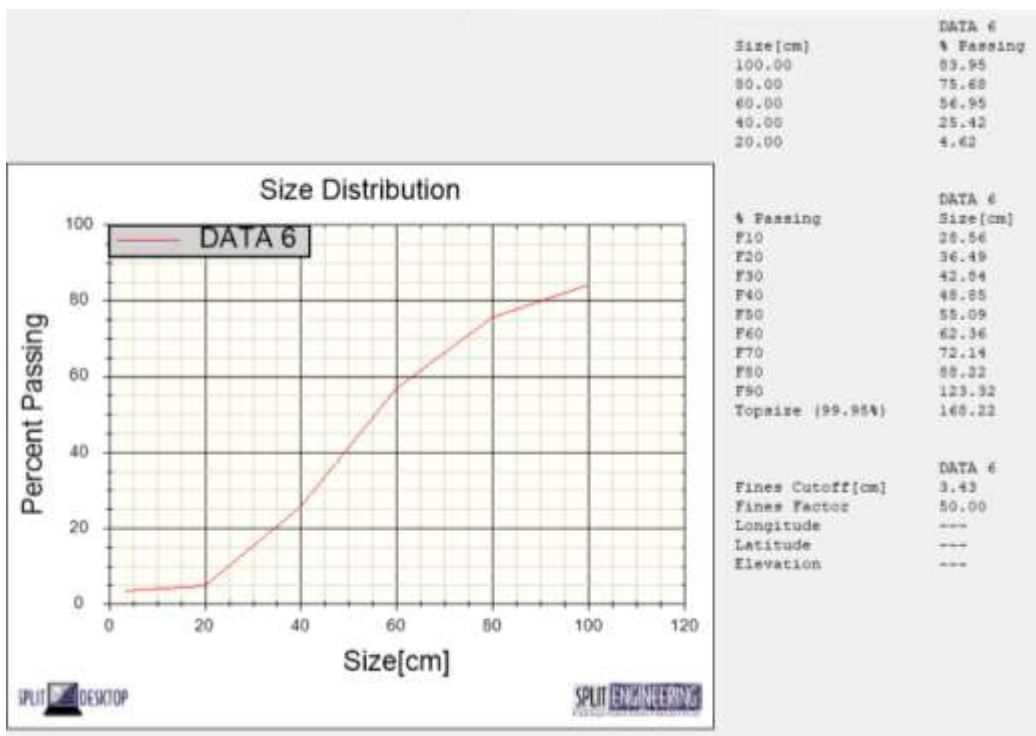 Size Distribution
DATA 6
100
80
60
40
20
0
Percent Passing
0 20 40 60 80 100 120
Size[cm]
SPLIT DESKTOP
SPLIT ENGINEERING
DATA 6
Size[cm] % Passing
100.00 83.95
80.00 75.68
60.00 56.95
40.00 25.42
20.00 4.62
DATA 6
% Passing Size[cm]
F10 28.56
F20 36.49
F30 42.84
F40 48.85
F50 55.09
F60 62.36
F70 72.14
F80 88.22
F90 123.32
Topsize (99.95%) 168.22
DATA 6
Fines Cutoff[cm] 3.43
Fines Factor 50.00
Longitude ---
Latitude ---
Elevation ---